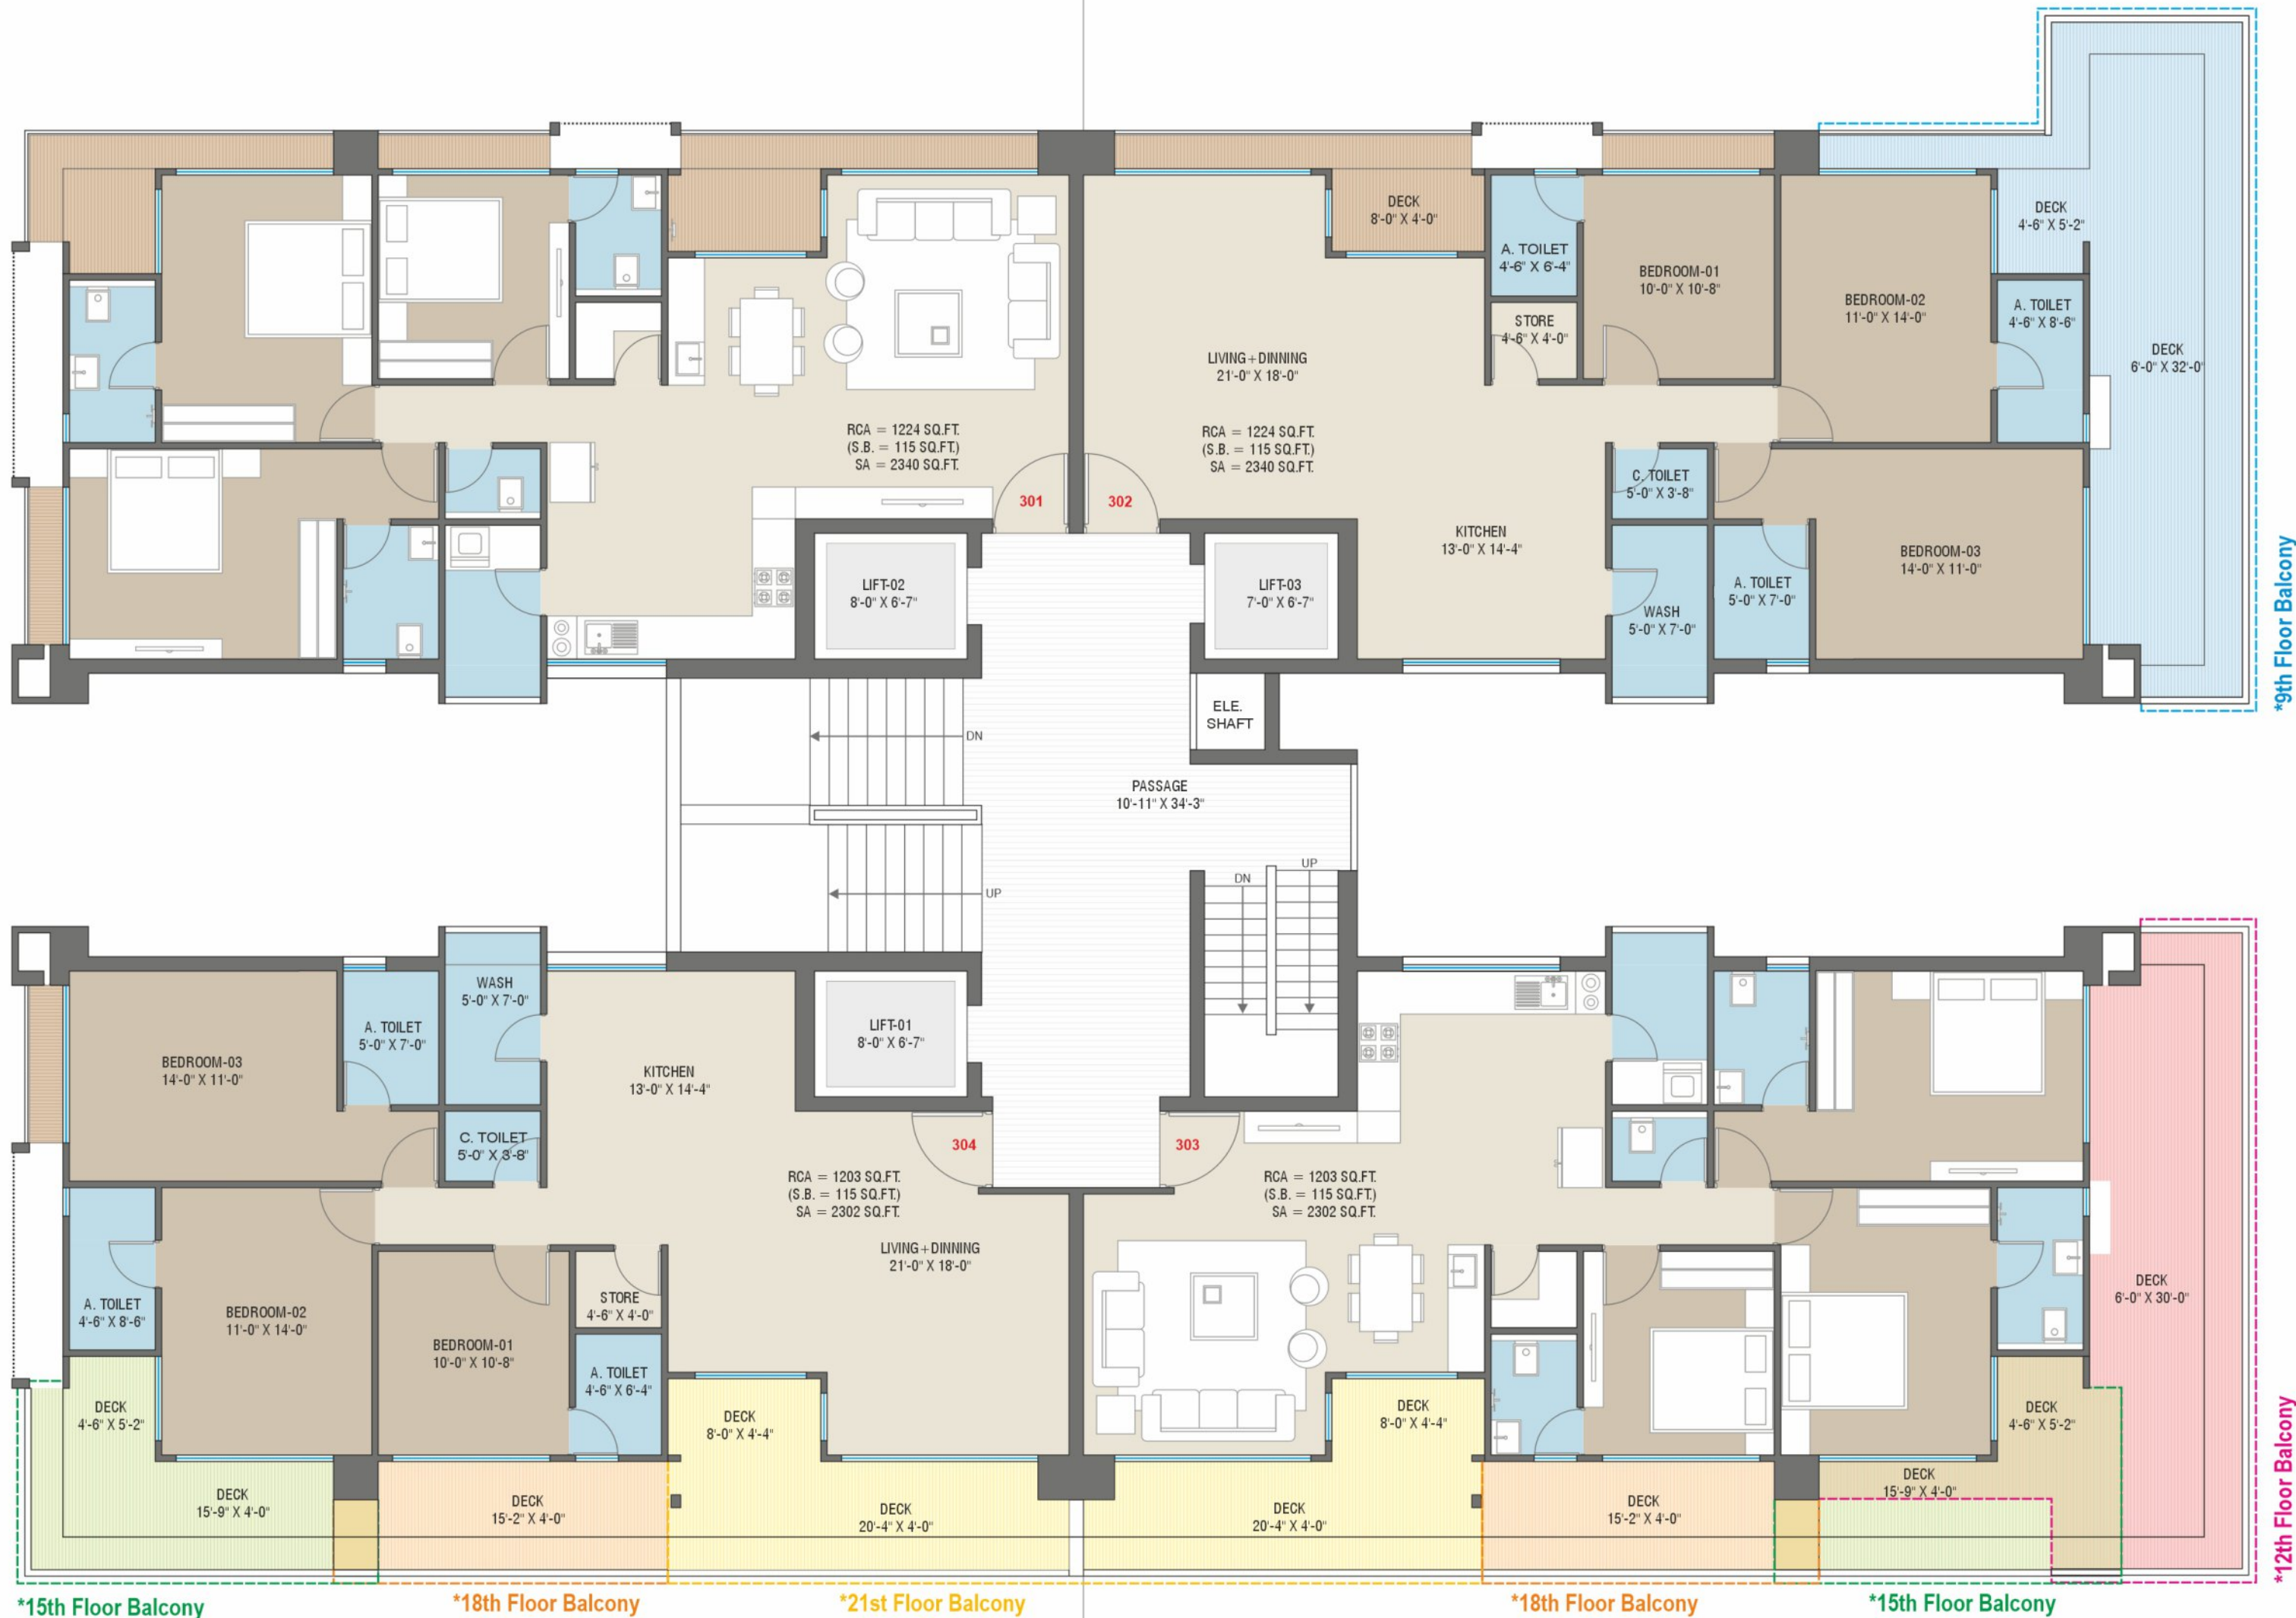 DECK
8'-0" X 4'-0"
A. TOILET
4'-6" X 6'-4"
BEDROOM-01
10'-0" X 10'-8"
BEDROOM-02
11'-0" X 14'-0"
DECK
4'-6" X 5'-2"
A. TOILET
4'-6" X 8'-6"
STORE
4'-6" X 4'-0"
DECK
6'-0" X 32'-0"
LIVING+DINNING
21'-0" X 18'-0"
RCA = 1224 SQ.FT.
(S.B. = 115 SQ.FT.)
SA = 2340 SQ.FT.
RCA = 1224 SQ.FT.
(S.B. = 115 SQ.FT.)
SA = 2340 SQ.FT.
301
302
C. TOILET
5'-0" X 3'-8"
KITCHEN
13'-0" X 14'-4"
BEDROOM-03
14'-0" X 11'-0"
LIFT-02
8'-0" X 6'-7"
LIFT-03
7'-0" X 6'-7"
A. TOILET
5'-0" X 7'-0"
WASH
5'-0" X 7'-0"
*9th Floor Balcony
ELE.
SHAFT
DN
PASSAGE
10'-11" X 34'-3"
UP
DN
UP
WASH
5'-0" X 7'-0"
A. TOILET
5'-0" X 7'-0"
LIFT-01
8'-0" X 6'-7"
BEDROOM-03
14'-0" X 11'-0"
KITCHEN
13'-0" X 14'-4"
C. TOILET
5'-0" X 3'-8"
304
303
RCA = 1203 SQ.FT.
(S.B. = 115 SQ.FT.)
SA = 2302 SQ.FT.
RCA = 1203 SQ.FT.
(S.B. = 115 SQ.FT.)
SA = 2302 SQ.FT.
LIVING+DINNING
21'-0" X 18'-0"
DECK
6'-0" X 30'-0"
A. TOILET
4'-6" X 8'-6"
BEDROOM-02
11'-0" X 14'-0"
STORE
4'-6" X 4'-0"
BEDROOM-01
10'-0" X 10'-8"
A. TOILET
4'-6" X 6'-4"
DECK
4'-6" X 5'-2"
DECK
8'-0" X 4'-4"
DECK
8'-0" X 4'-4"
DECK
4'-6" X 5'-2"
DECK
15'-9" X 4'-0"
DECK
15'-2" X 4'-0"
DECK
20'-4" X 4'-0"
DECK
20'-4" X 4'-0"
DECK
15'-2" X 4'-0"
DECK
15'-9" X 4'-0"
*12th Floor Balcony
*15th Floor Balcony
*18th Floor Balcony
*21st Floor Balcony
*18th Floor Balcony
*15th Floor Balcony